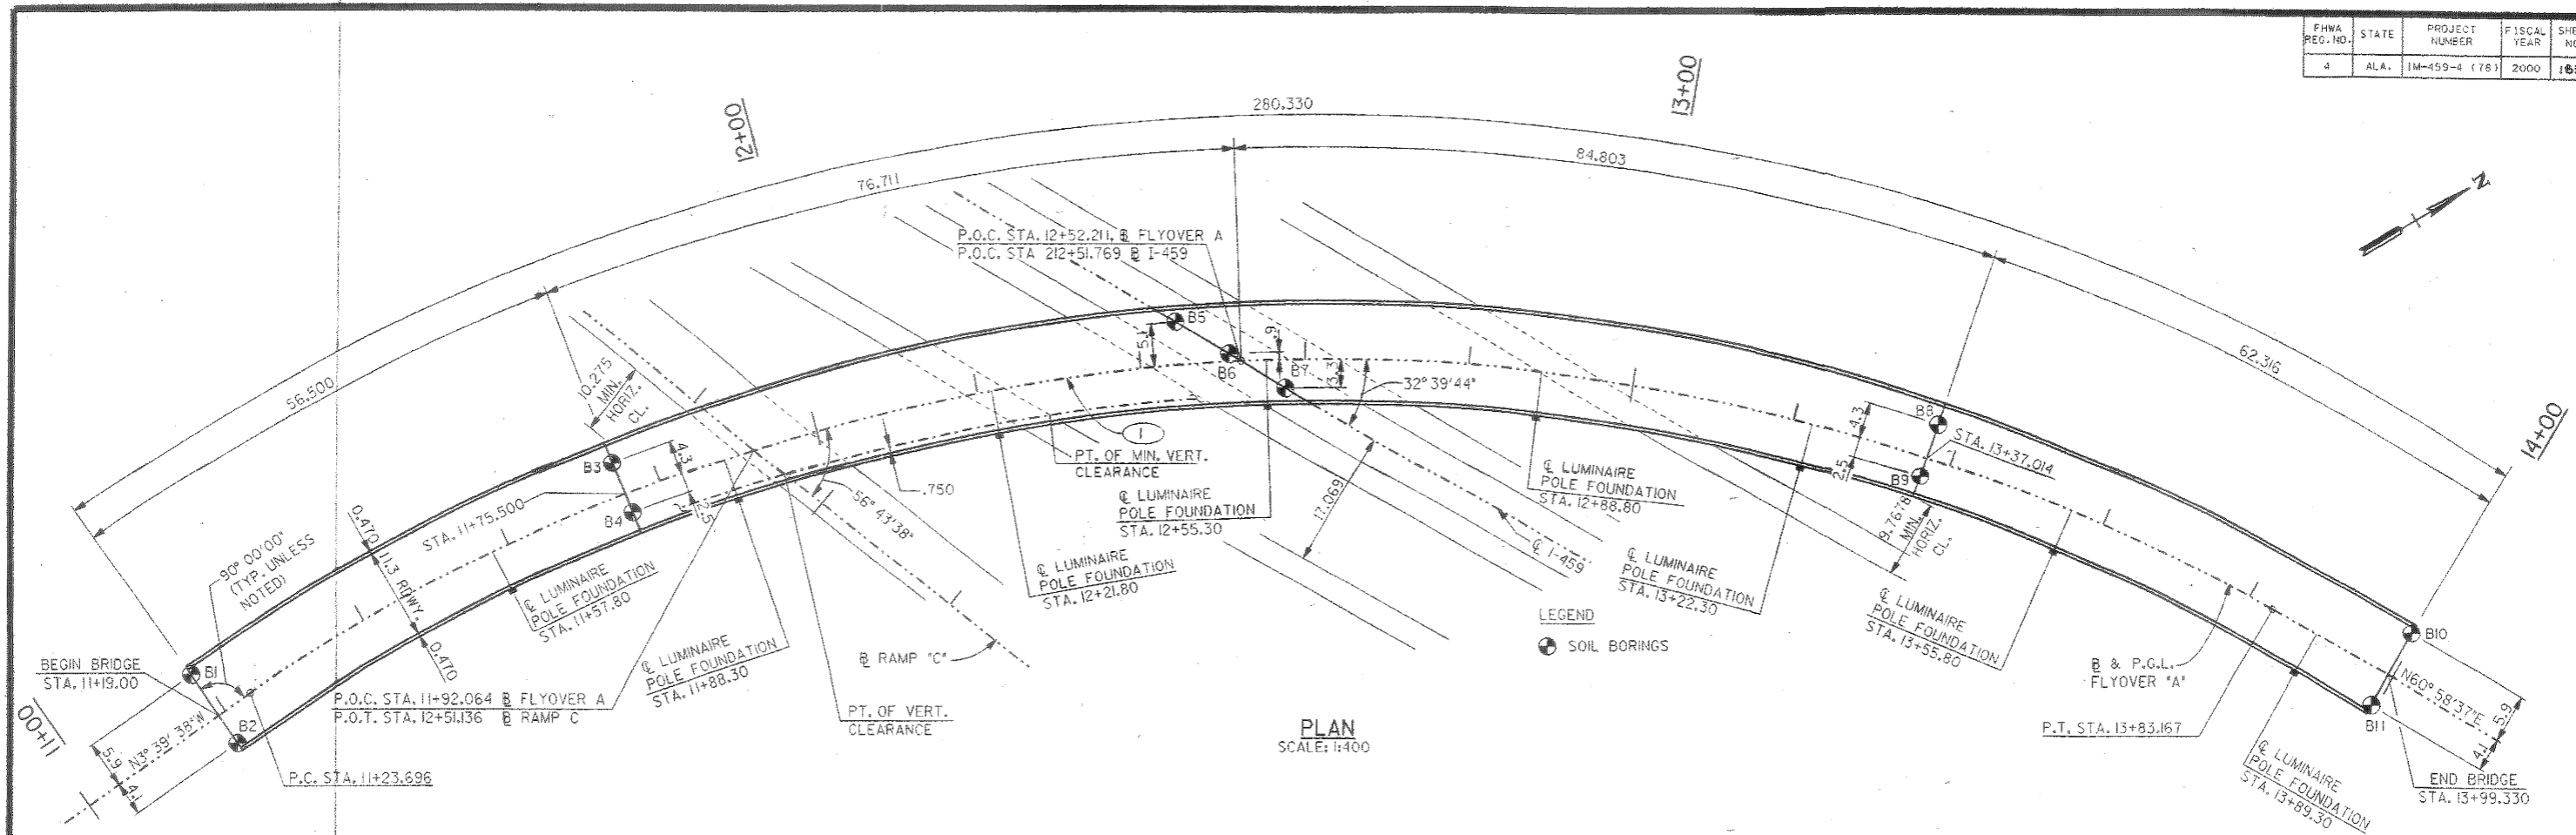 FHWA REG. NO.
STATE
PROJECT NUMBER
FISCAL YEAR
4
ALA.
IM-459-4 (78)
2000
280.330
12+00
13+00
76.711
84.803
P.O.C. STA. 12+52.211, ℄ FLYOVER A
P.O.C. STA 212+51.769 ℄ I-459
N
56.500
62.316
10.275
MIN.
HORIZ.
CL.
B5
5.1
.9
B6
B7
3.3
32°39'44"
B8
4.3
STA. 13+37.014
2.5
B9
14+00
B3
4.3
1
PT. OF MIN. VERT.
CLEARANCE
.750
STA. 11+75.500
B4
2.5
56° 43'38"
℄ LUMINAIRE
POLE FOUNDATION
STA. 12+55.30
℄ LUMINAIRE
POLE FOUNDATION
STA. 12+88.80
17.069
9.7678
MIN.
HORIZ.
CL.
0.470
11.3 RDWY.
0.470
90° 00'00"
(TYP. UNLESS
NOTED)
℄ LUMINAIRE
POLE FOUNDATION
STA. 11+57.80
℄ LUMINAIRE
POLE FOUNDATION
STA. 12+21.80
℄ I-459
℄ LUMINAIRE
POLE FOUNDATION
STA. 13+22.30
℄ LUMINAIRE
POLE FOUNDATION
STA. 13+55.80
LEGEND
SOIL BORINGS
B10
BEGIN BRIDGE
STA. 11+19.00
B1
℄ LUMINAIRE
POLE FOUNDATION
STA. 11+88.30
℄ RAMP "C"
℄ & P.G.L.
FLYOVER "A"
N60° 58'37"E
5.9
4.1
P.O.C. STA. 11+92.064 ℄ FLYOVER A
P.O.T. STA. 12+51.136 ℄ RAMP C
PT. OF VERT.
CLEARANCE
11+00
B2
N3° 39' 38"W
5.9
4.1
P.C. STA. 11+23.696
PLAN
SCALE: 1:400
P.T. STA. 13+83.167
B11
℄ LUMINAIRE
POLE FOUNDATION
STA. 13+89.30
END BRIDGE
STA. 13+99.330